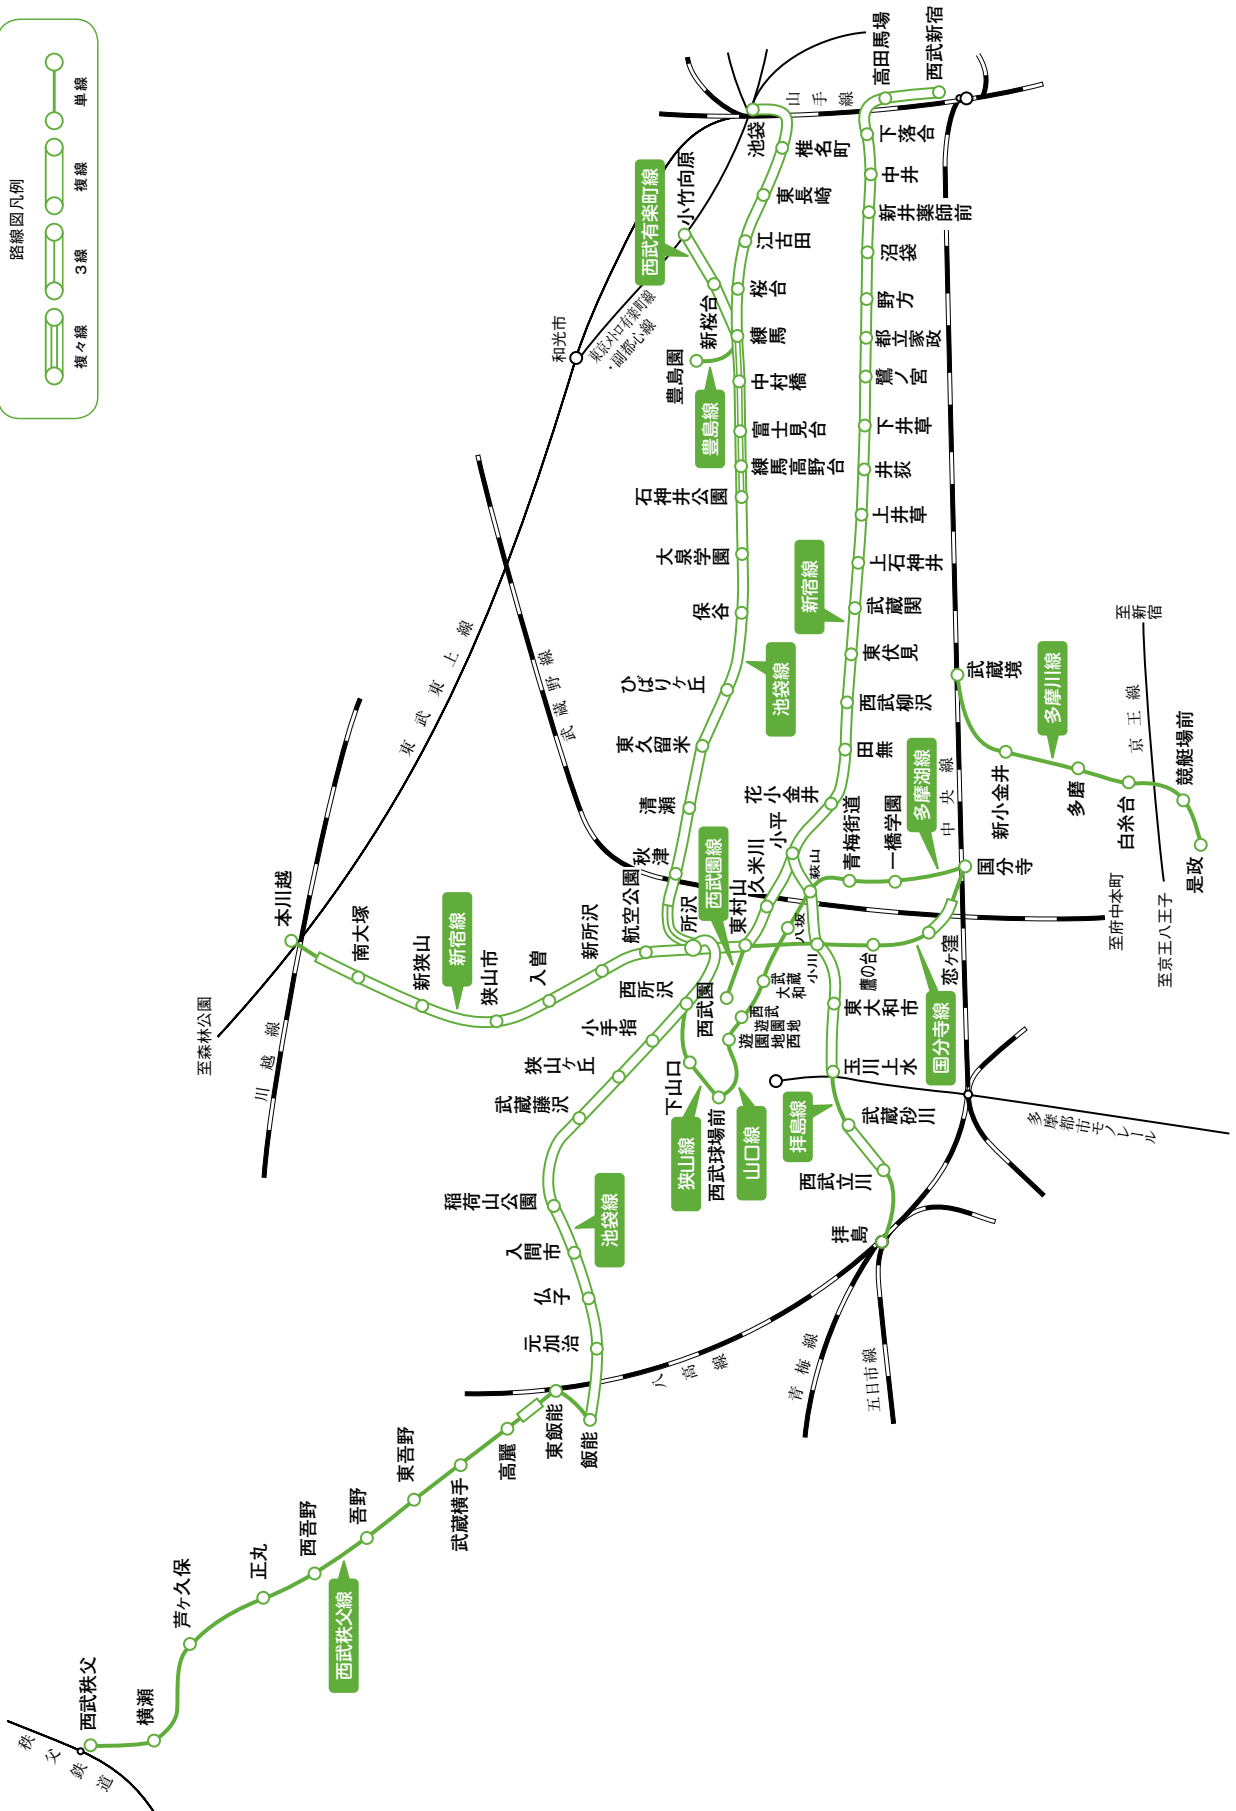 路線図凡例
単線
複線
3線
複々線
西武秩父
横瀬
芦ヶ久保
正丸
西吾野
吾野
東吾野
武蔵横手
高麗
東飯能
飯能
元加治
仏子
入間市
稲荷山公園
武蔵藤沢
狭山ヶ丘
小手指
西所沢
所沢
秋津
清瀬
東久留米
ひばりヶ丘
保谷
大泉学園
石神井公園
練馬高野台
富士見台
中村橋
練馬
桜台
江古田
東長崎
椎名町
池袋
豊島園
新桜台
小竹向原
和光市
本川越
南大塚
新狭山
狭山市
入曽
新所沢
航空公園
東村山
久米川
小平
花小金井
田無
西武柳沢
東伏見
武蔵関
上石神井
上井草
井荻
下井草
鷺ノ宮
都立家政
野方
沼袋
新井薬師前
中井
下落合
高田馬場
西武新宿
西武園
下山口
西武球場前
遊園地西
西武遊園地
武蔵大和
八坂
萩山
青梅街道
一橋学園
国分寺
恋ヶ窪
鷹の台
小川
東大和市
玉川上水
武蔵砂川
西武立川
拝島
武蔵境
新小金井
多磨
白糸台
競艇場前
是政
西武秩父線
池袋線
池袋線
新宿線
新宿線
西武有楽町線
豊島線
西武園線
狭山線
山口線
拝島線
国分寺線
多摩湖線
多摩川線
秩父鉄道
八高線
青梅線
五日市線
川越線
東武東上線
武蔵野線
東京メトロ有楽町線
・副都心線
山手線
中央線
京王線
多摩都市モノレール
至森林公園
至府中本町
至京王八王子
至新宿